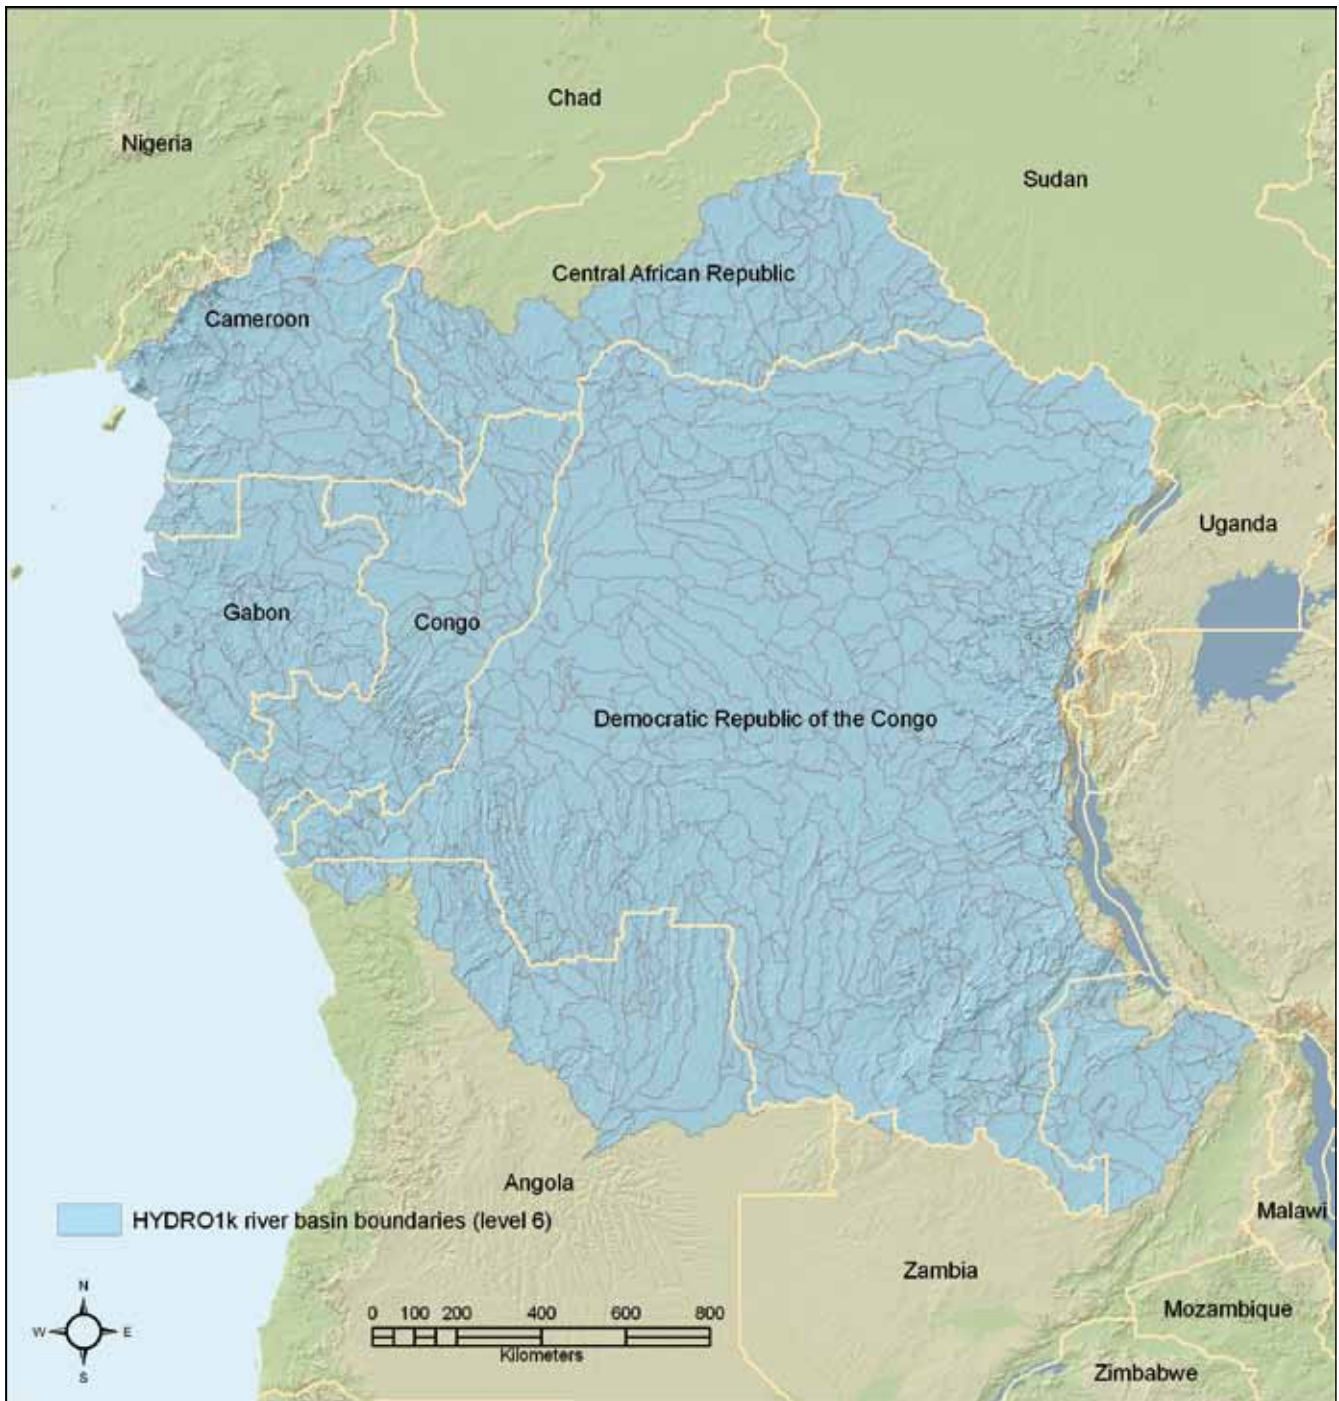 Chad
Nigeria
Sudan
Central African Republic
Cameroon
Uganda
Gabon
Congo
Democratic Republic of the Congo
Angola
Malawi
HYDRO1k river basin boundaries (level 6)
Zambia
N
W E
S
0 100 200 400 600 800
Kilometers
Mozambique
Zimbabwe